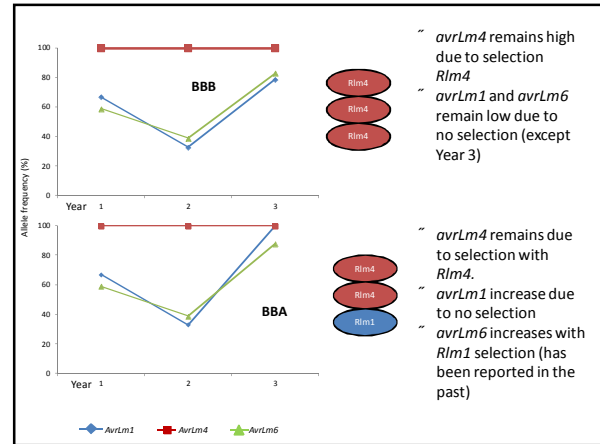 Allele frequency (%)
100
80
60
40
20
0
BBB
Year 1 2 3
Rlm4
Rlm4
Rlm4
˝ avrLm4 remains high
due to selection
Rlm4
˝ avrLm1 and avrLm6
remain low due to
no selection (except
Year 3)
100
80
60
40
20
0
BBA
Year 1 2 3
Rlm4
Rlm4
Rlm1
˝ avrLm4 remains due
to selection with
Rlm4.
˝ avrLm1 increase due
to no selection
˝ avrLm6 increases with
Rlm1 selection (has
been reported in the
past)
AvrLm1 AvrLm4 AvrLm6